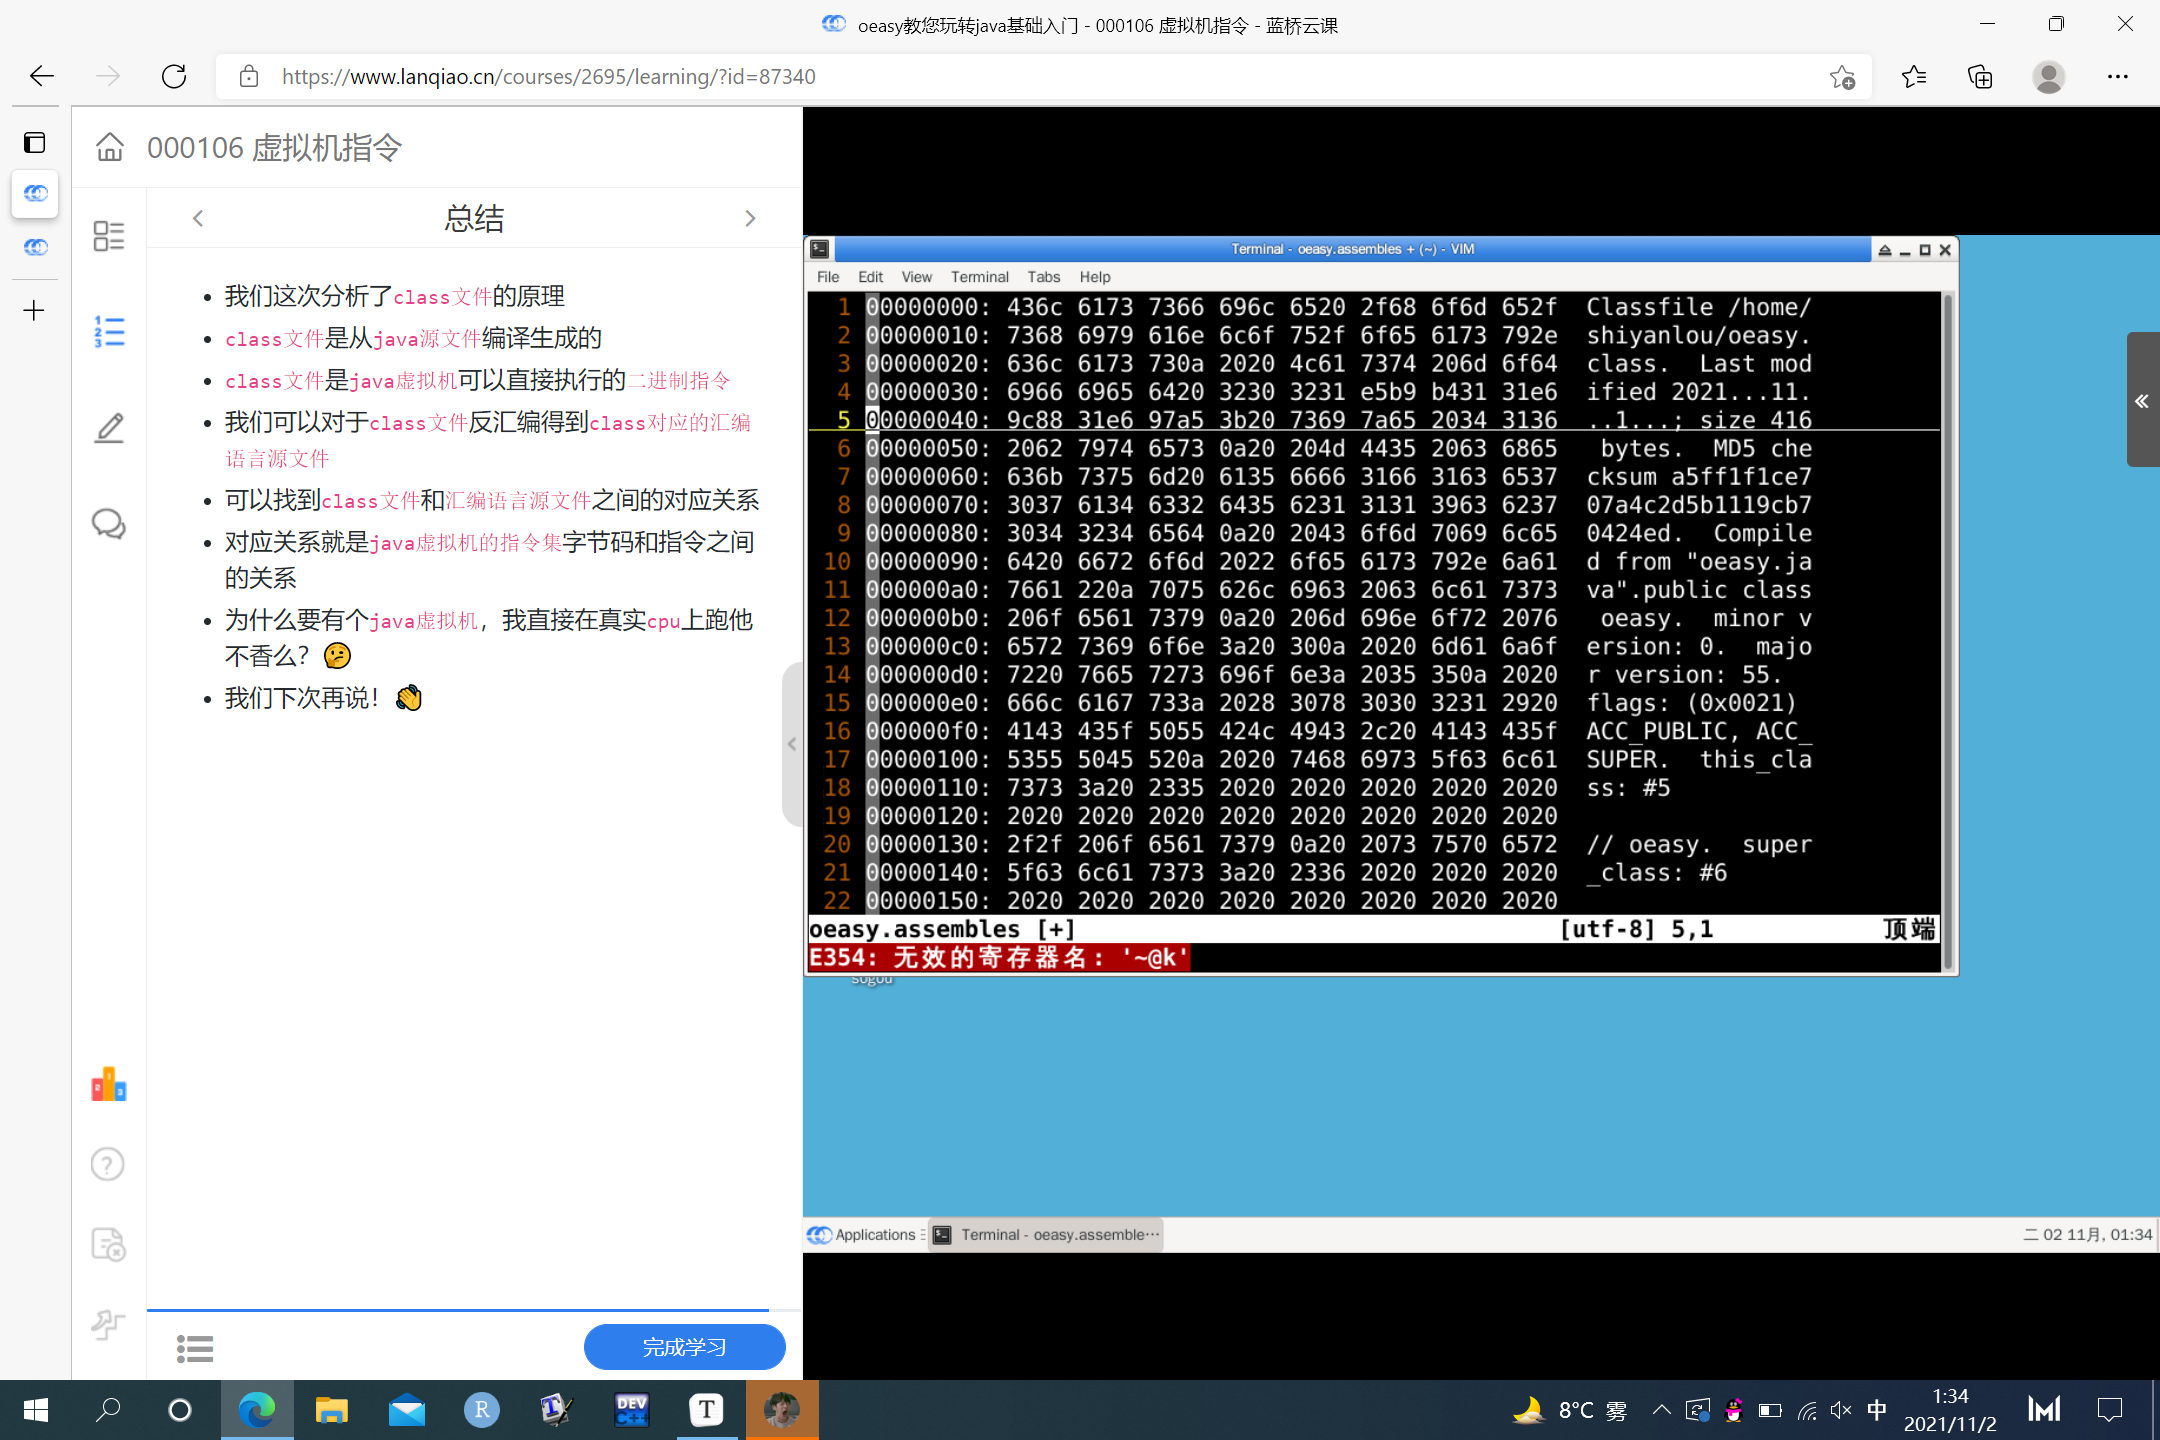 oeasy教您玩转java基础入门 - 000106 虚拟机指令 - 蓝桥云课
https://www.lanqiao.cn/courses/2695/learning/?id=87340
000106 虚拟机指令
总结
我们这次分析了class文件的原理
class文件是从java源文件编译生成的
class文件是java虚拟机可以直接执行的二进制指令
我们可以对于class文件反汇编得到class对应的汇编
语言源文件
可以找到class文件和汇编语言源文件之间的对应关系
对应关系就是java虚拟机的指令集字节码和指令之间
的关系
为什么要有个java虚拟机，我直接在真实cpu上跑他
不香么？🤔
我们下次再说！👋
完成学习
Terminal - oeasy.assembles + (~) - VIM
File Edit View Terminal Tabs Help
1 00000000: 436c 6173 7366 696c 6520 2f68 6f6d 652f  Classfile /home/
2 00000010: 7368 6979 616e 6c6f 752f 6f65 6173 792e  shiyanlou/oeasy.
3 00000020: 636c 6173 730a 2020 4c61 7374 206d 6f64  class.  Last mod
4 00000030: 6966 6965 6420 3230 3231 e5b9 b431 31e6  ified 2021...11.
5 00000040: 9c88 31e6 97a5 3b20 7369 7a65 2034 3136  ..1...; size 416
6 00000050: 2062 7974 6573 0a20 204d 4435 2063 6865   bytes.  MD5 che
7 00000060: 636b 7375 6d20 6135 6666 3166 3163 6537  cksum a5ff1f1ce7
8 00000070: 3037 6134 6332 6435 6231 3131 3963 6237  07a4c2d5b1119cb7
9 00000080: 3034 3234 6564 0a20 2043 6f6d 7069 6c65  0424ed.  Compile
10 00000090: 6420 6672 6f6d 2022 6f65 6173 792e 6a61  d from "oeasy.ja
11 000000a0: 7661 220a 7075 626c 6963 2063 6c61 7373  va".public class
12 000000b0: 206f 6561 7379 0a20 206d 696e 6f72 2076   oeasy.  minor v
13 000000c0: 6572 7369 6f6e 3a20 300a 2020 6d61 6a6f  ersion: 0.  majo
14 000000d0: 7220 7665 7273 696f 6e3a 2035 350a 2020  r version: 55.
15 000000e0: 666c 6167 733a 2028 3078 3030 3231 2920  flags: (0x0021)
16 000000f0: 4143 435f 5055 424c 4943 2c20 4143 435f  ACC_PUBLIC, ACC_
17 00000100: 5355 5045 520a 2020 7468 6973 5f63 6c61  SUPER.  this_cla
18 00000110: 7373 3a20 2335 2020 2020 2020 2020 2020  ss: #5
19 00000120: 2020 2020 2020 2020 2020 2020 2020 2020
20 00000130: 2f2f 206f 6561 7379 0a20 2073 7570 6572  // oeasy.  super
21 00000140: 5f63 6c61 7373 3a20 2336 2020 2020 2020  _class: #6
22 00000150: 2020 2020 2020 2020 2020 2020 2020 2020
oeasy.assembles [+] [utf-8] 5,1 顶端
E354: 无效的寄存器名: '~@k'
sogou
Applications Terminal - oeasy.assemble··· 二 02 11月, 01:34
R DEV C++ T 8°C 雾 中 1:34
2021/11/2